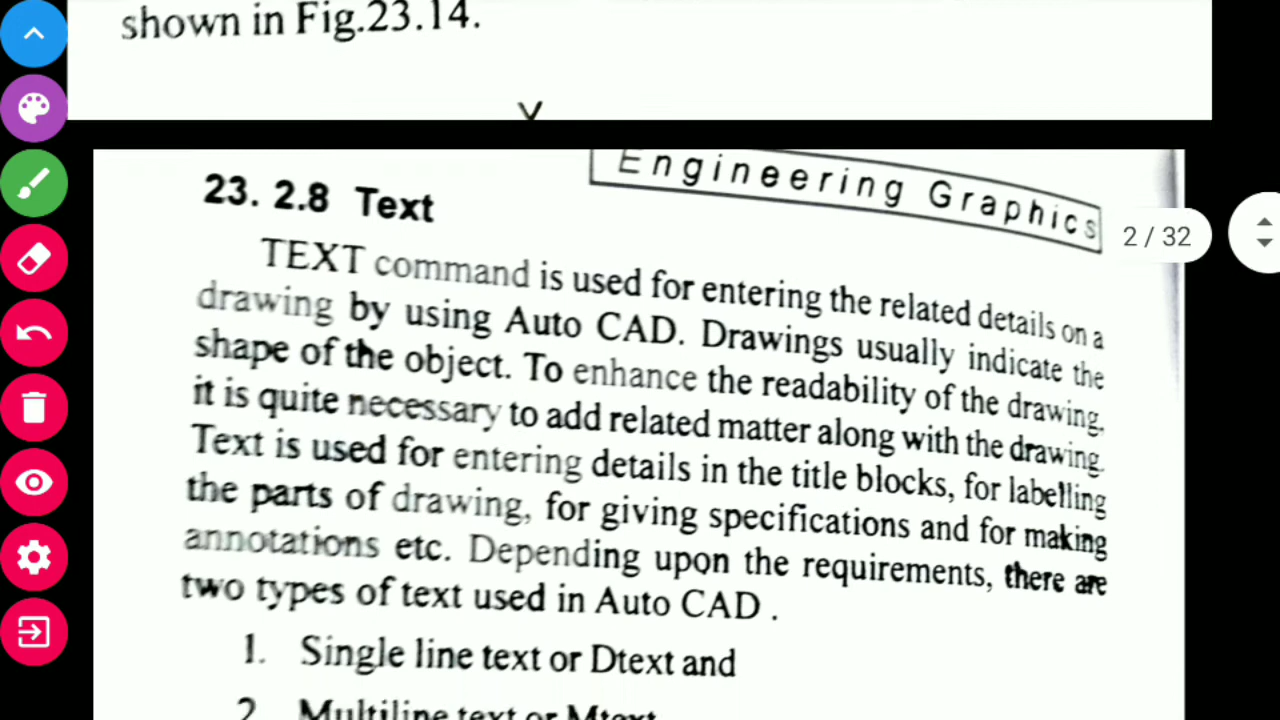 shown in Fig.23.14.
Engineering Graphics
23. 2.8 Text
TEXT command is used for entering the related details on a
drawing by using Auto CAD. Drawings usually indicate the
shape of the object. To enhance the readability of the drawing,
it is quite necessary to add related matter along with the drawing.
Text is used for entering details in the title blocks, for labelling
the parts of drawing, for giving specifications and for making
annotations etc. Depending upon the requirements, there are
two types of text used in Auto CAD .
1. Single line text or Dtext and
2. Multiline text or Mtext
2 / 32